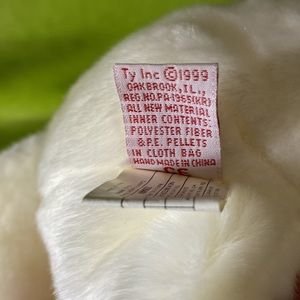 Ty Inc ©1999
OAKBROOK, IL.,
REG.NO.PA-1965(KR)
ALL NEW MATERIAL
INNER CONTENTS:
POLYESTER FIBER
& P.E. PELLETS
IN CLOTH BAG
HAND MADE IN CHINA